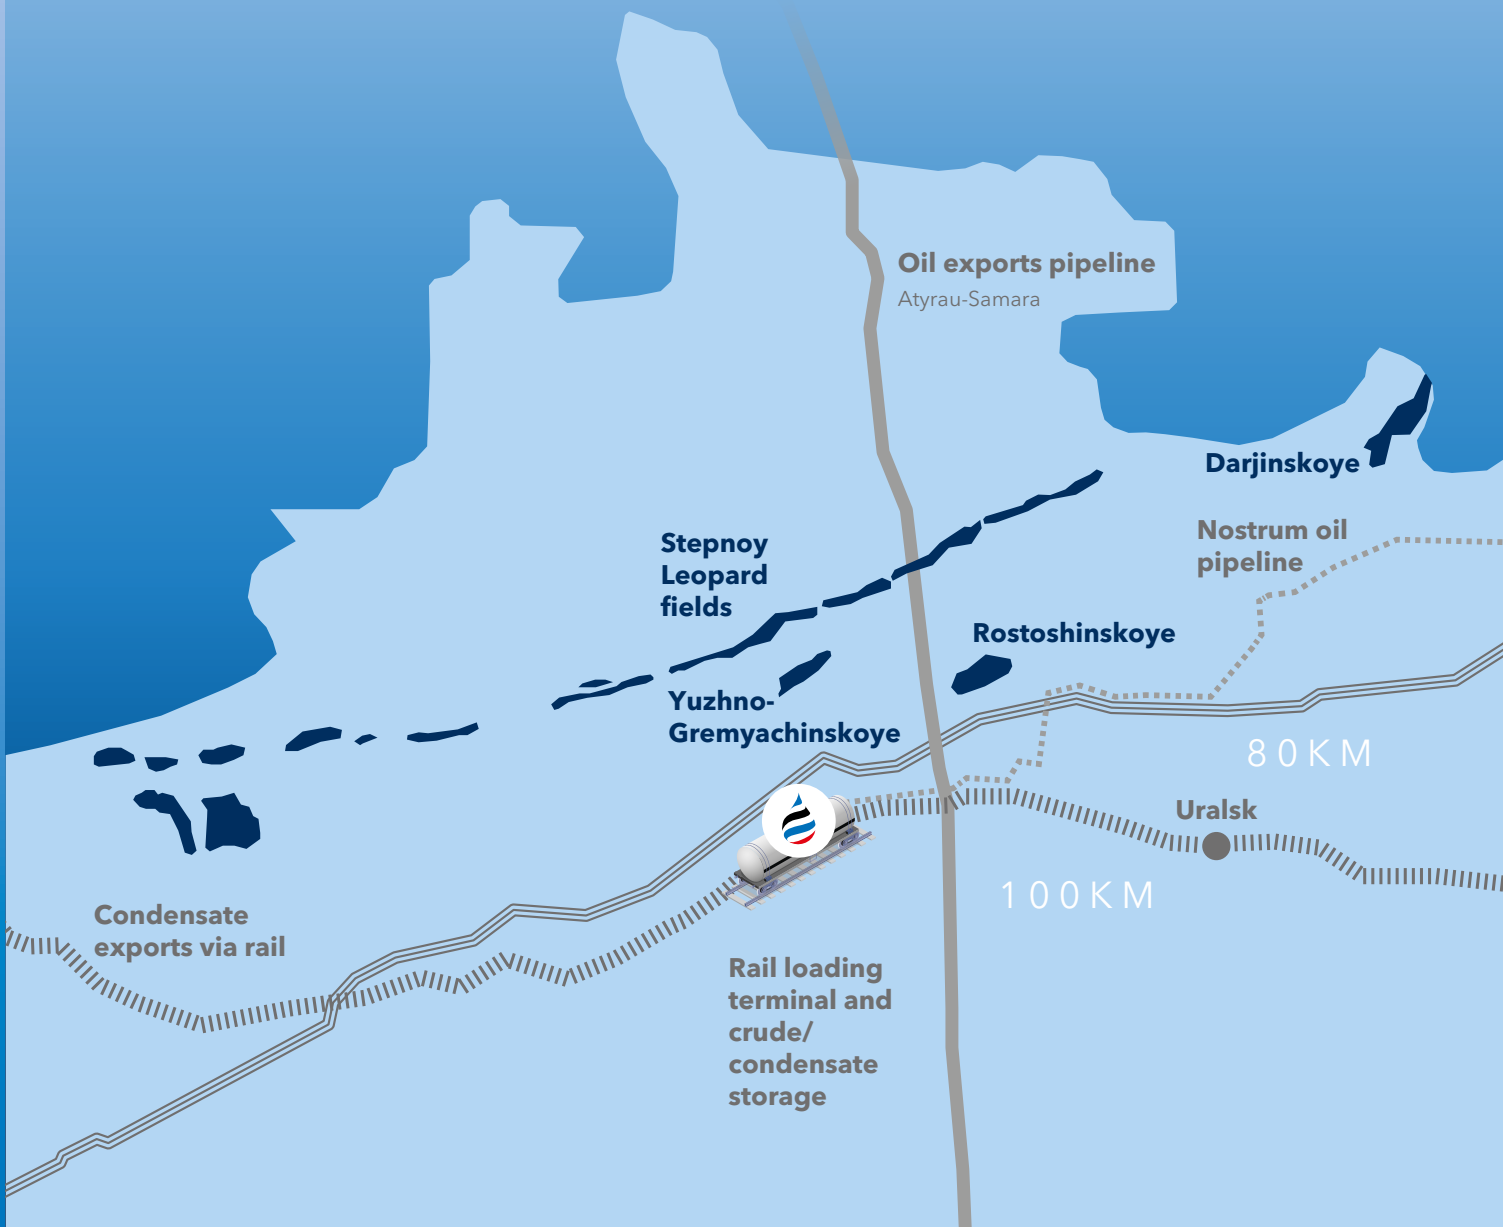 Oil exports pipeline
Atyrau-Samara
Darjinskoye
Nostrum oil
pipeline
Stepnoy
Leopard
fields
Rostoshinskoye
Yuzhno-
Gremyachinskoye
80KM
Uralsk
100KM
Condensate
exports via rail
Rail loading
terminal and
crude/
condensate
storage